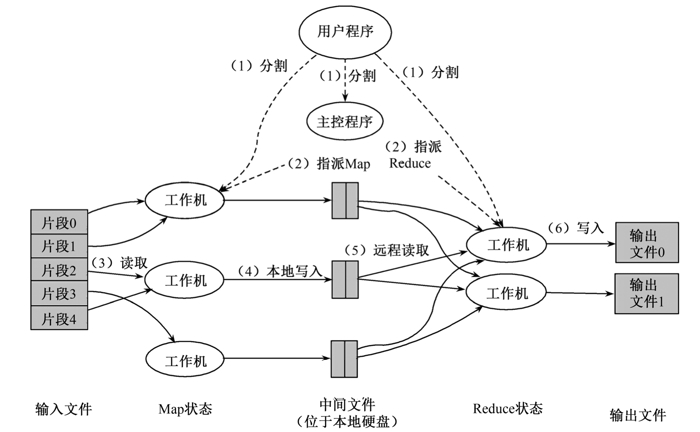 用户程序
（1）分割
（1）分割
（1）分割
主控程序
（2）指派Map
（2）指派
Reduce
工作机
片段0
片段1
片段2
片段3
片段4
（3）读取
工作机
（4）本地写入
（5）远程读取
工作机
（6）写入
输出
文件0
工作机
输出
文件1
工作机
输入文件
Map状态
中间文件
（位于本地硬盘）
Reduce状态
输出文件